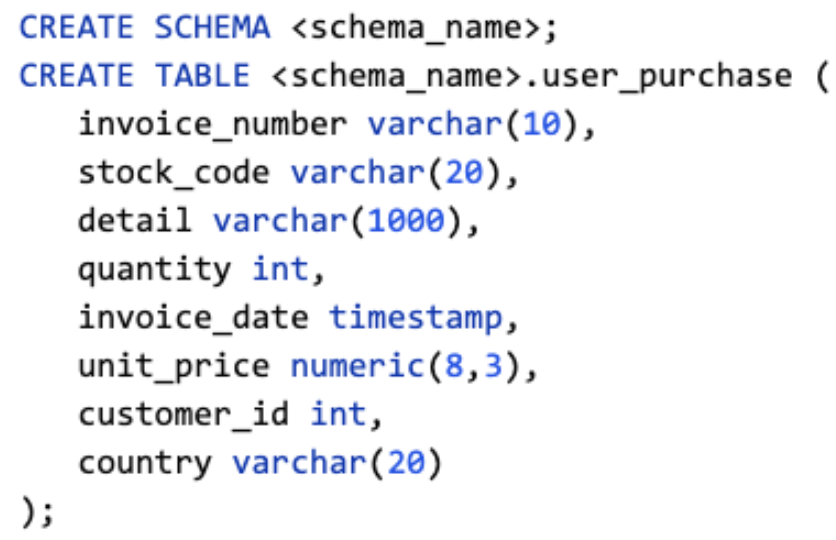 CREATE SCHEMA <schema_name>;
CREATE TABLE <schema_name>.user_purchase (
invoice_number varchar(10),
stock_code varchar(20),
detail varchar(1000),
quantity int,
invoice_date timestamp,
unit_price numeric(8,3),
customer_id int,
country varchar(20)
);